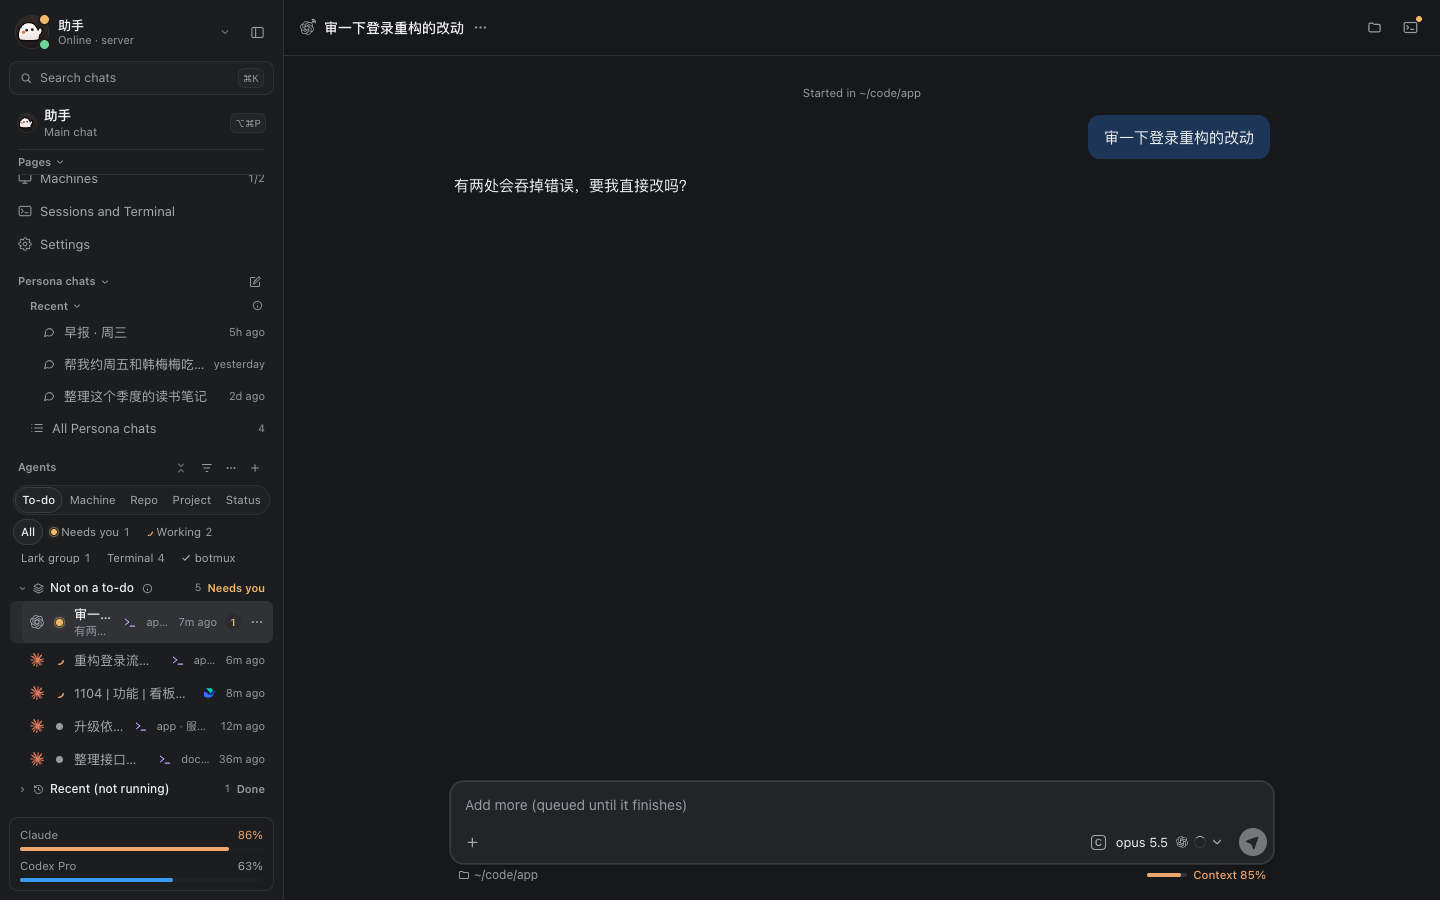 助手
Online · server
Search chats ⌘K
助手
Main chat ⌥⌘P
Pages
Machines 1/2
Sessions and Terminal
Settings
Persona chats
Recent
早报 · 周三 5h ago
帮我约周五和韩梅梅吃... yesterday
整理这个季度的读书笔记 2d ago
All Persona chats 4
Agents
To-do Machine Repo Project Status
All Needs you 1 Working 2
Lark group 1 Terminal 4 botmux
Not on a to-do 5 Needs you
审一... ap... 7m ago 1
有两...
重构登录流... ap... 6m ago
1104 | 功能 | 看板... 8m ago
升级依... app · 服... 12m ago
整理接口... doc... 36m ago
Recent (not running) 1 Done
Claude 86%
Codex Pro 63%
审一下登录重构的改动
Started in ~/code/app
审一下登录重构的改动
有两处会吞掉错误，要我直接改吗?
Add more (queued until it finishes)
C opus 5.5
~/code/app Context 85%